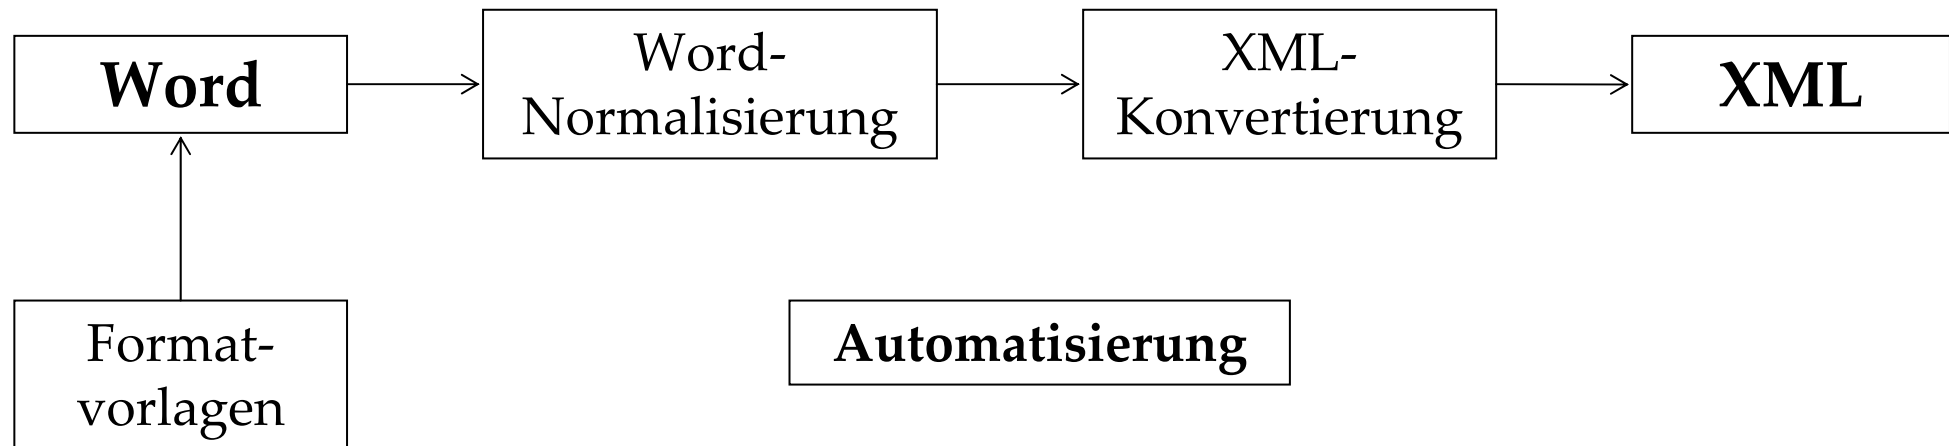 Word
Word-
Normalisierung
XML-
Konvertierung
XML
Format-
vorlagen
Automatisierung